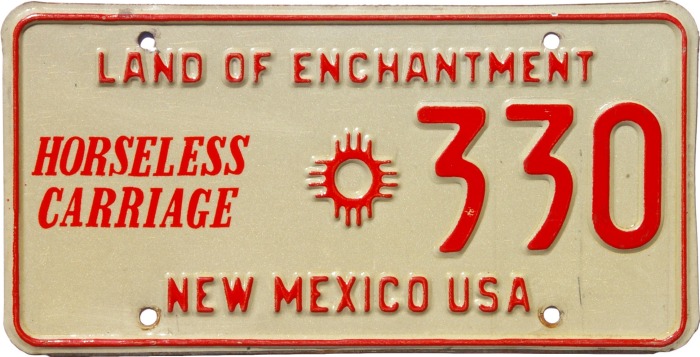 LAND OF ENCHANTMENT
HORSELESS
CARRIAGE
330
NEW MEXICO USA